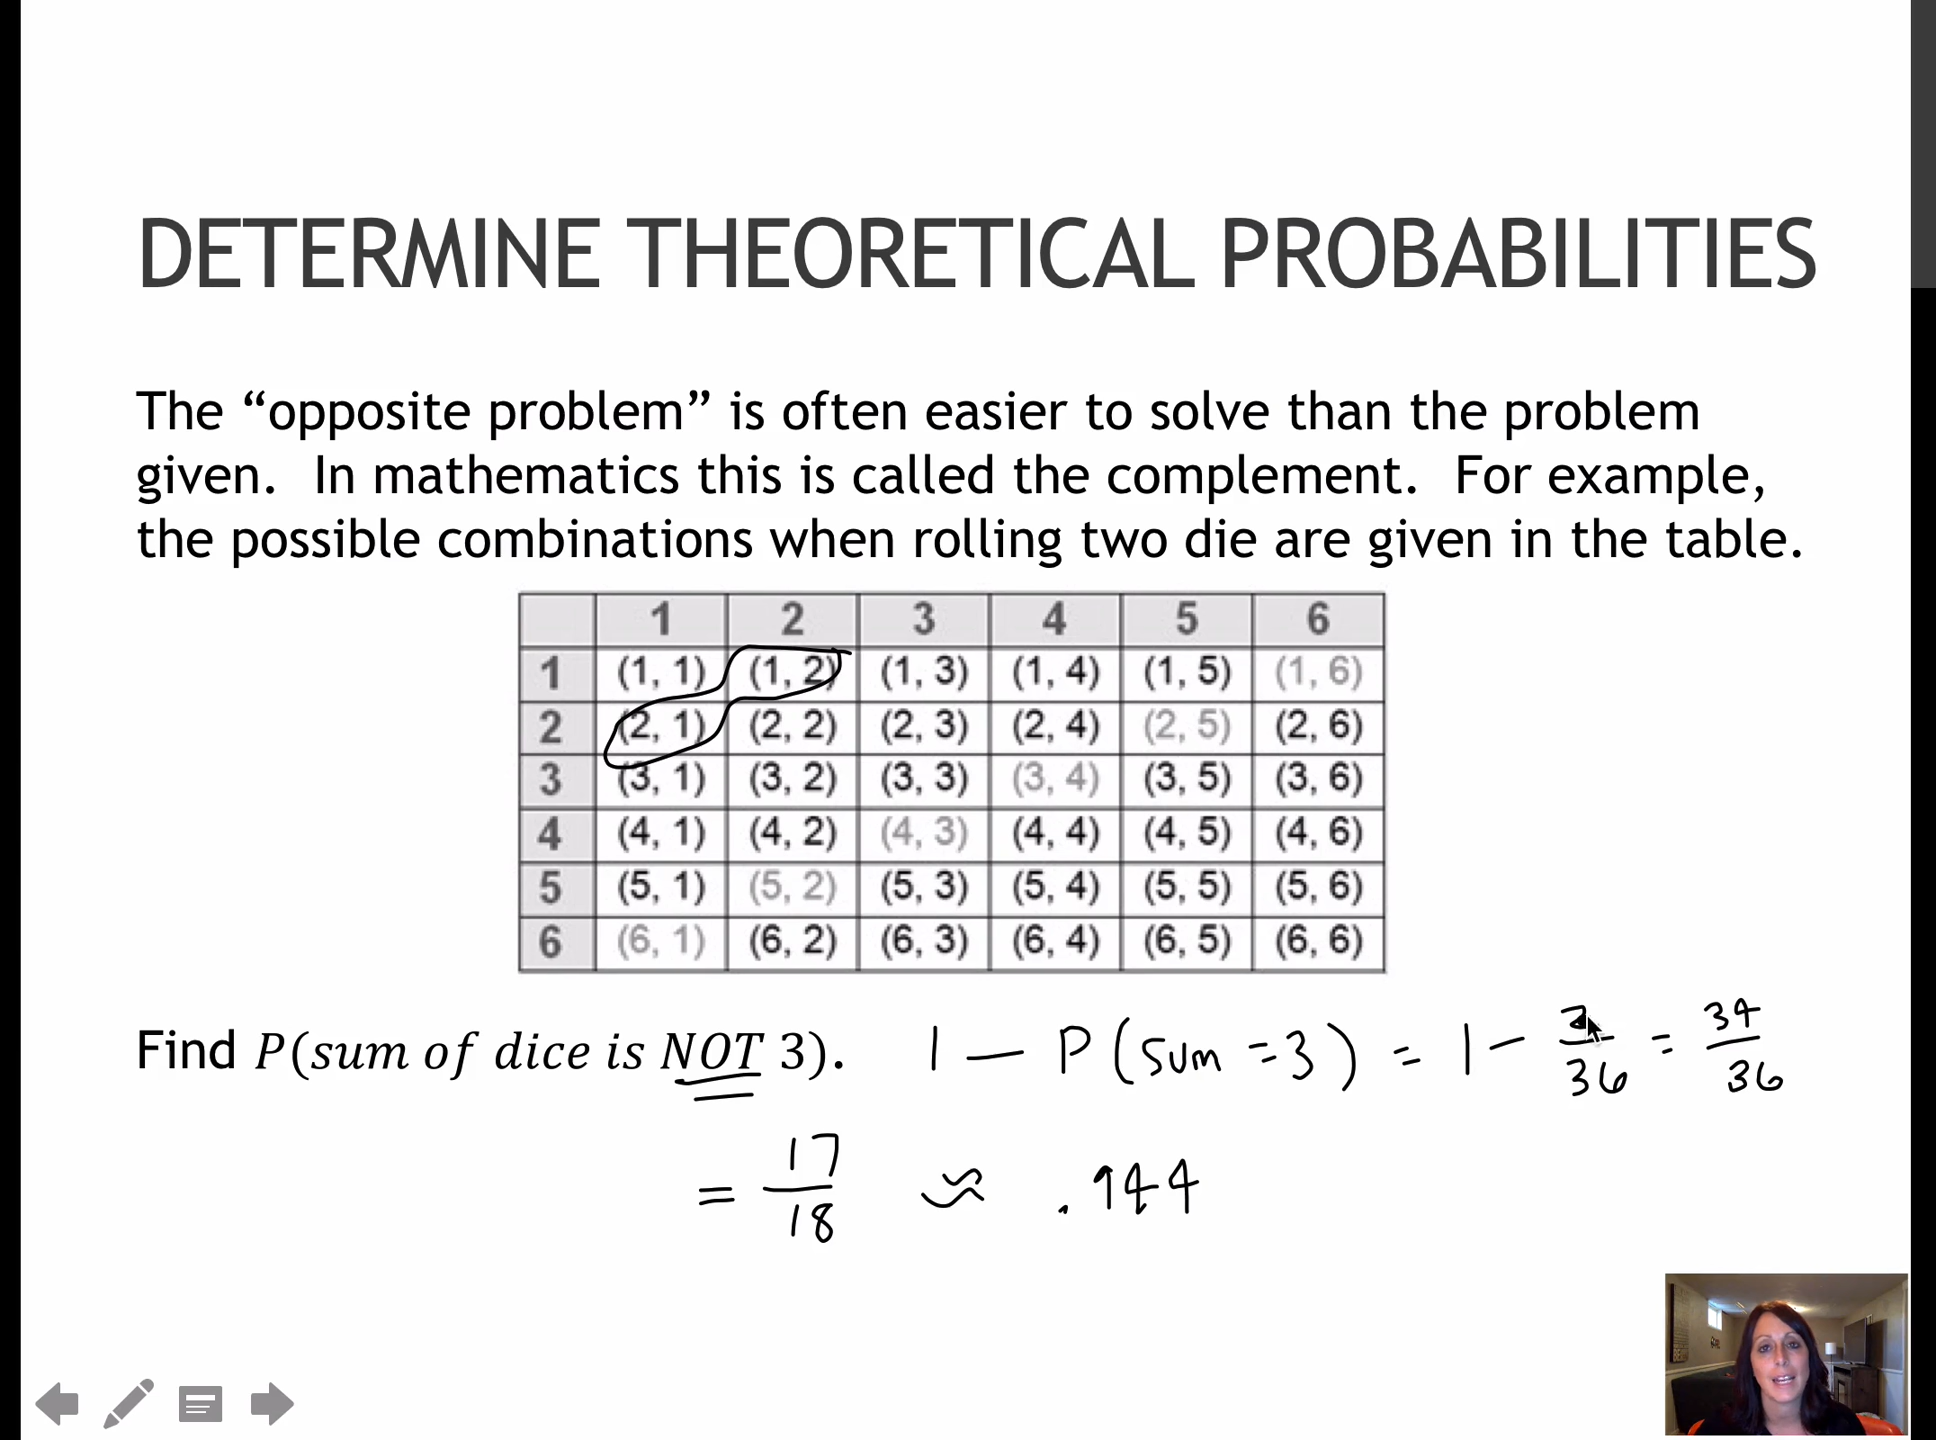 DETERMINE THEORETICAL PROBABILITIES
The “opposite problem” is often easier to solve than the problem
given. In mathematics this is called the complement. For example,
the possible combinations when rolling two die are given in the table.
1 2 3 4 5 6
1 (1, 1) (1, 2) (1, 3) (1, 4) (1, 5) (1, 6)
2 (2, 1) (2, 2) (2, 3) (2, 4) (2, 5) (2, 6)
3 (3, 1) (3, 2) (3, 3) (3, 4) (3, 5) (3, 6)
4 (4, 1) (4, 2) (4, 3) (4, 4) (4, 5) (4, 6)
5 (5, 1) (5, 2) (5, 3) (5, 4) (5, 5) (5, 6)
6 (6, 1) (6, 2) (6, 3) (6, 4) (6, 5) (6, 6)
Find P(sum of dice is NOT 3). 1 — P(sum = 3) = 1 - 2/36 = 34/36
= 17/18 ≈ .944